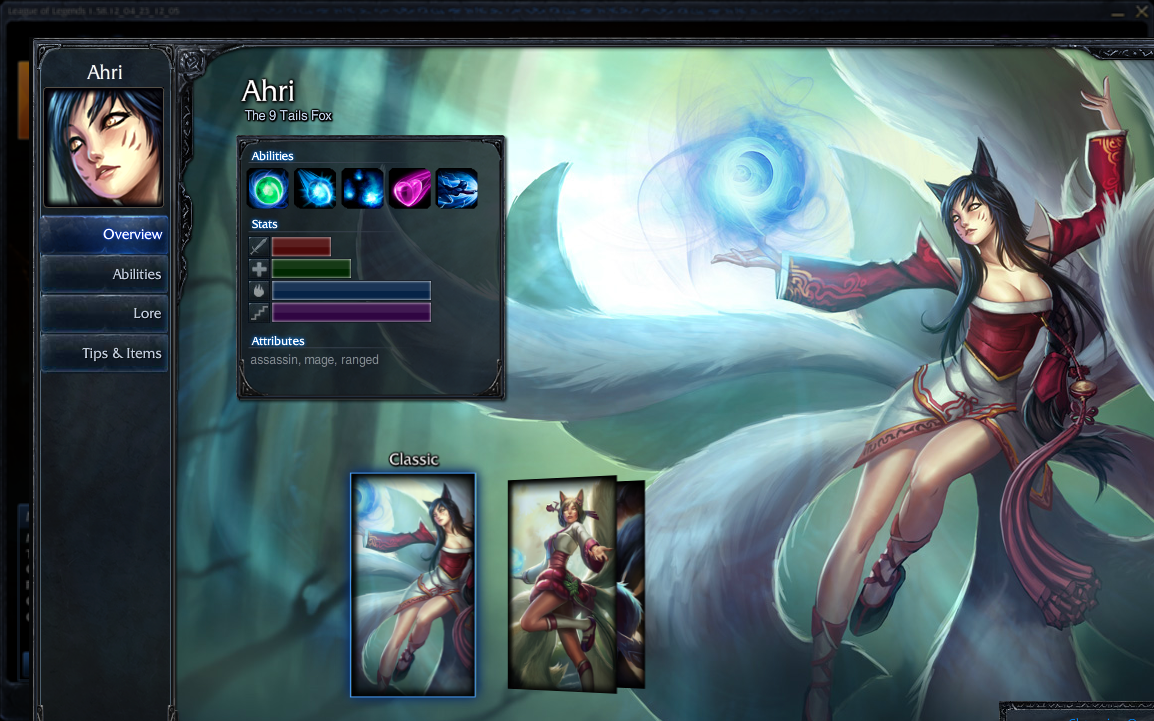 League of Legends 1.58.12_04_23_12_05
Ahri
Overview
Abilities
Lore
Tips & Items
Ahri
The 9 Tails Fox
Abilities
Stats
Attributes
assassin, mage, ranged
Classic